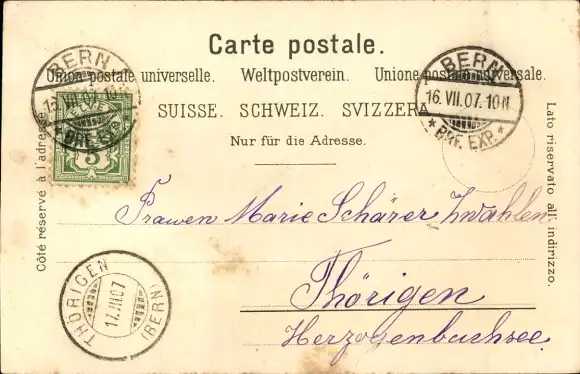 Carte postale.
Union postale universelle. Weltpostverein. Unione postale universale.
SUISSE. SCHWEIZ. SVIZZERA
Nur für die Adresse.
Côté réservé à l'adresse.
Lato riservato all' indirizzo.
BERN
BRF. EXP.
5
BERN
16. VII. 07. 10
★ BRF. EXP. ★
Frawen Marie Schärer Zwahlen
Thörigen
Herzogenbuchsee
THÖRIGEN
17. VII 07
(BERN)